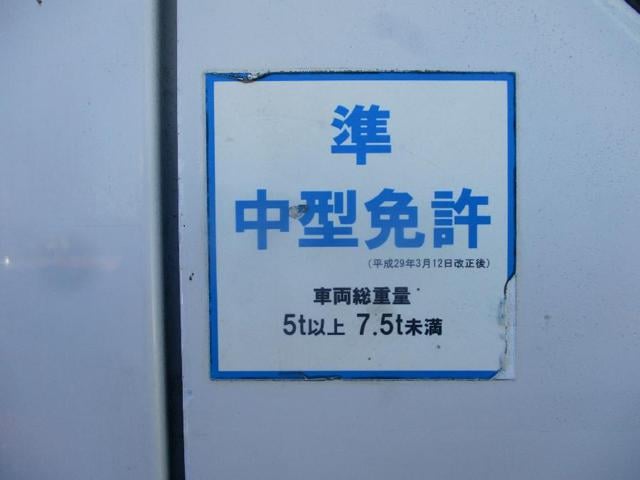 準
中型免許
(平成29年3月12日改正後)
車両総重量
5t以上 7.5t未満